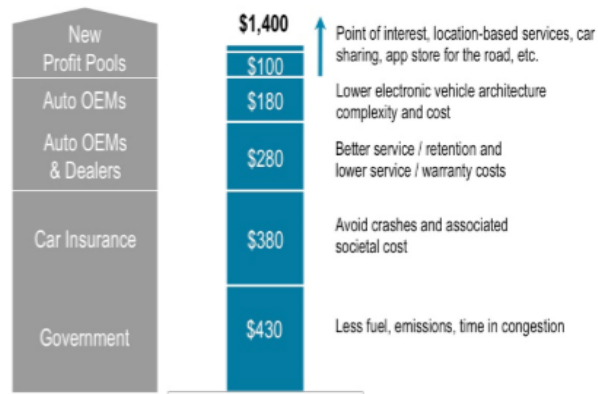 New
Profit Pools
$1,400
$100
Point of interest, location-based services, car
sharing, app store for the road, etc.
Auto OEMs
$180
Lower electronic vehicle architecture
complexity and cost
Auto OEMs
& Dealers
$280
Better service / retention and
lower service / warranty costs
Car Insurance
$380
Avoid crashes and associated
societal cost
Government
$430
Less fuel, emissions, time in congestion